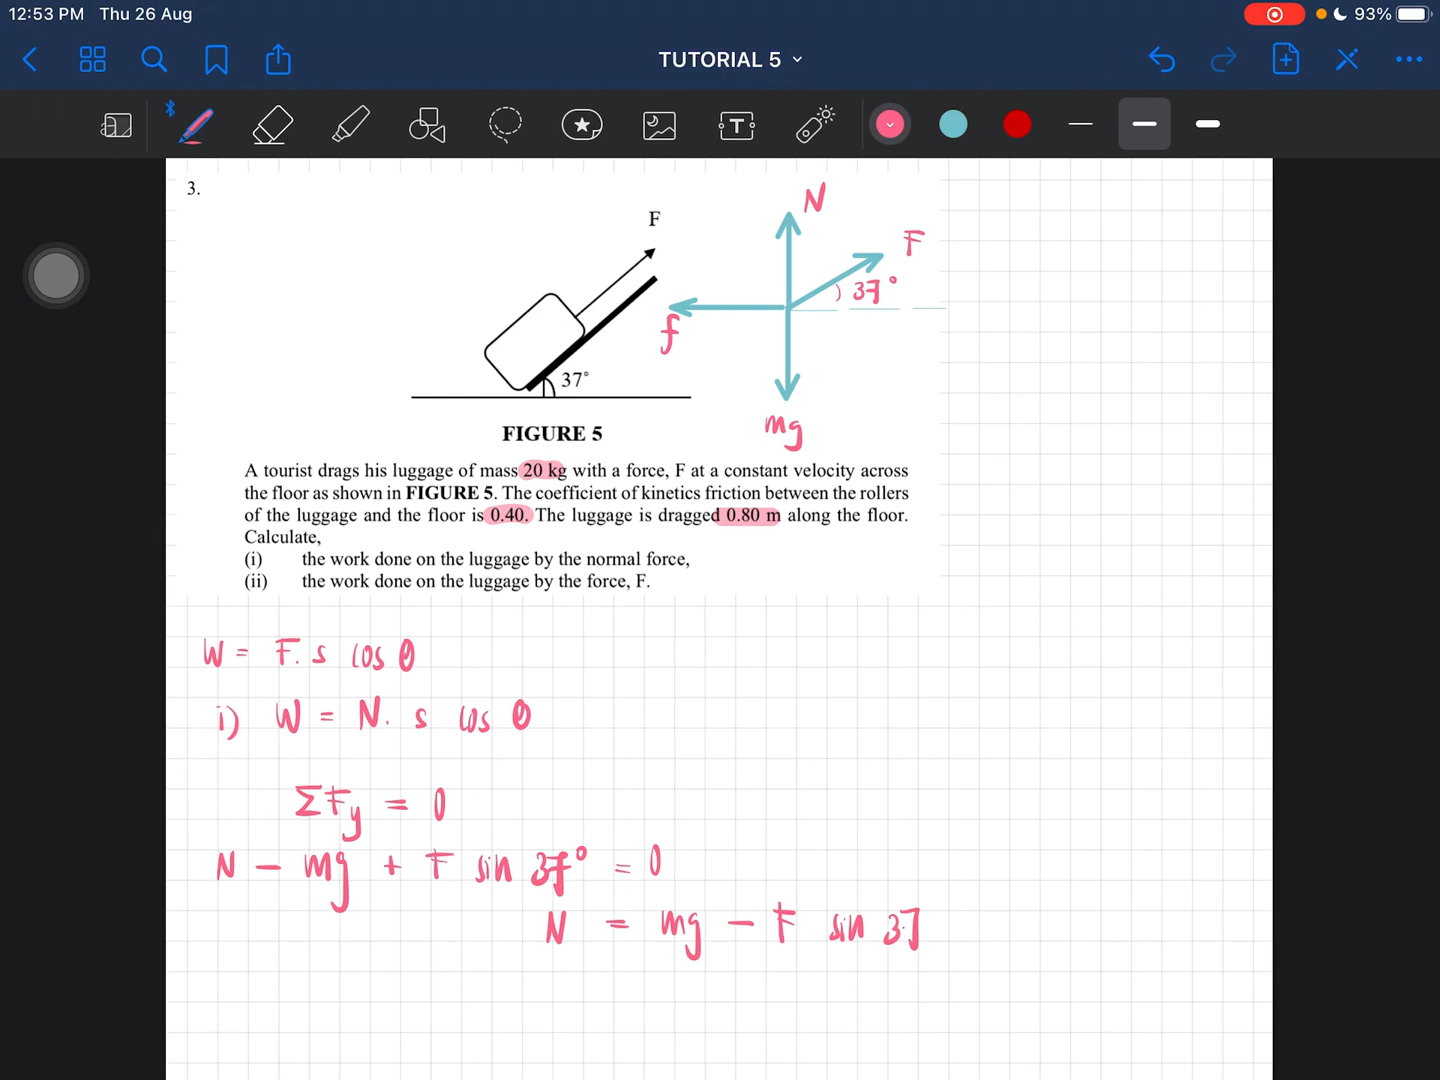 12:53 PM Thu 26 Aug
93%
TUTORIAL 5
T
3.
F
37°
FIGURE 5
N
F
37°
f
mg
A tourist drags his luggage of mass 20 kg with a force, F at a constant velocity across
the floor as shown in FIGURE 5. The coefficient of kinetics friction between the rollers
of the luggage and the floor is 0.40. The luggage is dragged 0.80 m along the floor.
Calculate,
(i) the work done on the luggage by the normal force,
(ii) the work done on the luggage by the force, F.
W = F. s cos θ
i) W = N. s cos θ
ΣFy = 0
N - mg + F sin 37° = 0
N = mg - F sin 37